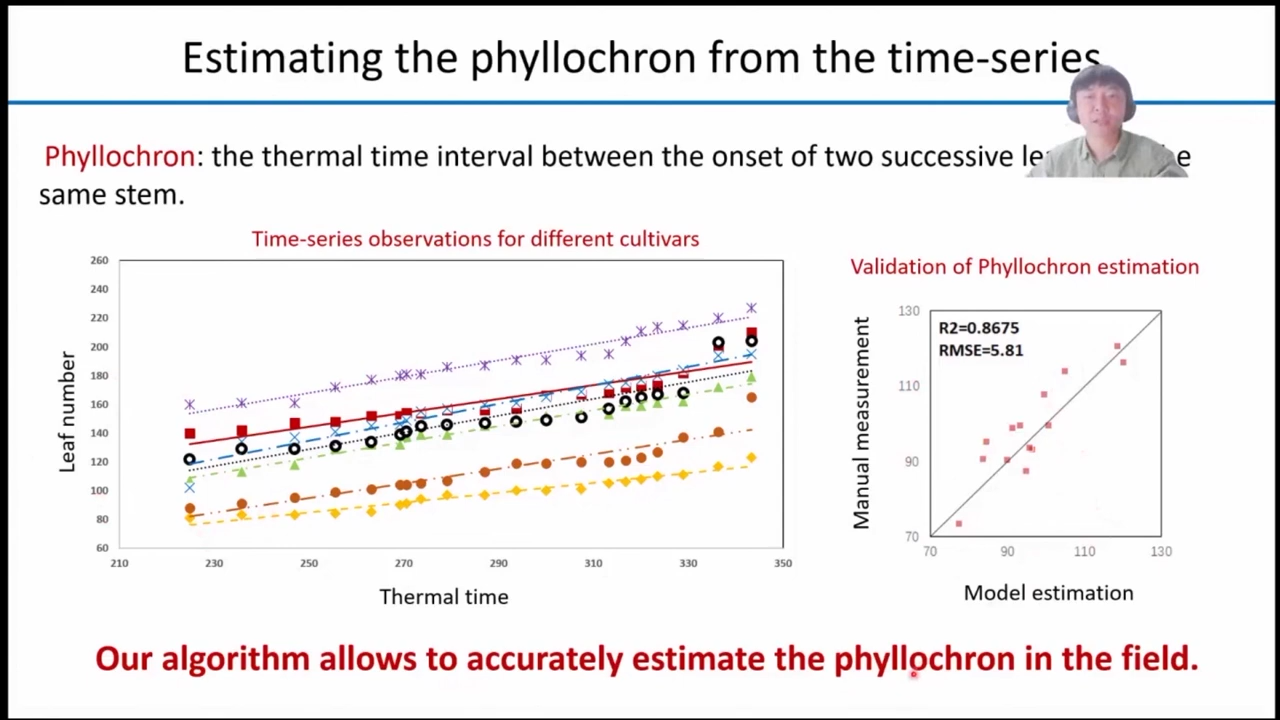 Estimating the phyllochron from the time-series
Phyllochron: the thermal time interval between the onset of two successive
same stem.
Time-series observations for different cultivars
260
240
220
200
180
160
140
120
100
80
60
Leaf number
210 230 250 270 290 310 330 350
Thermal time
Validation of Phyllochron estimation
R2=0.8675
RMSE=5.81
130
110
90
70
Manual measurement
70 90 110 130
Model estimation
Our algorithm allows to accurately estimate the phyllochron in the field.